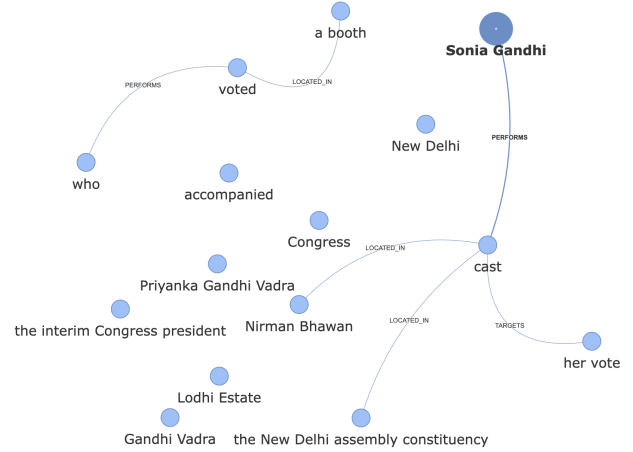 a booth
Sonia Gandhi
LOCATED_IN
PERFORMS
voted
PERFORMS
New Delhi
who
accompanied
Congress
LOCATED_IN
cast
Priyanka Gandhi Vadra
LOCATED_IN
TARGETS
the interim Congress president
Nirman Bhawan
her vote
Lodhi Estate
Gandhi Vadra
the New Delhi assembly constituency